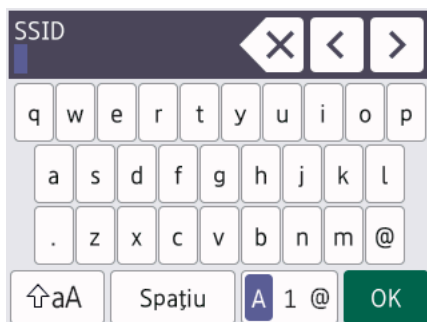 SSID
q w e r t y u i o p
a s d f g h j k l
. z x c v b n m @
aA Spațiu A 1 @ OK